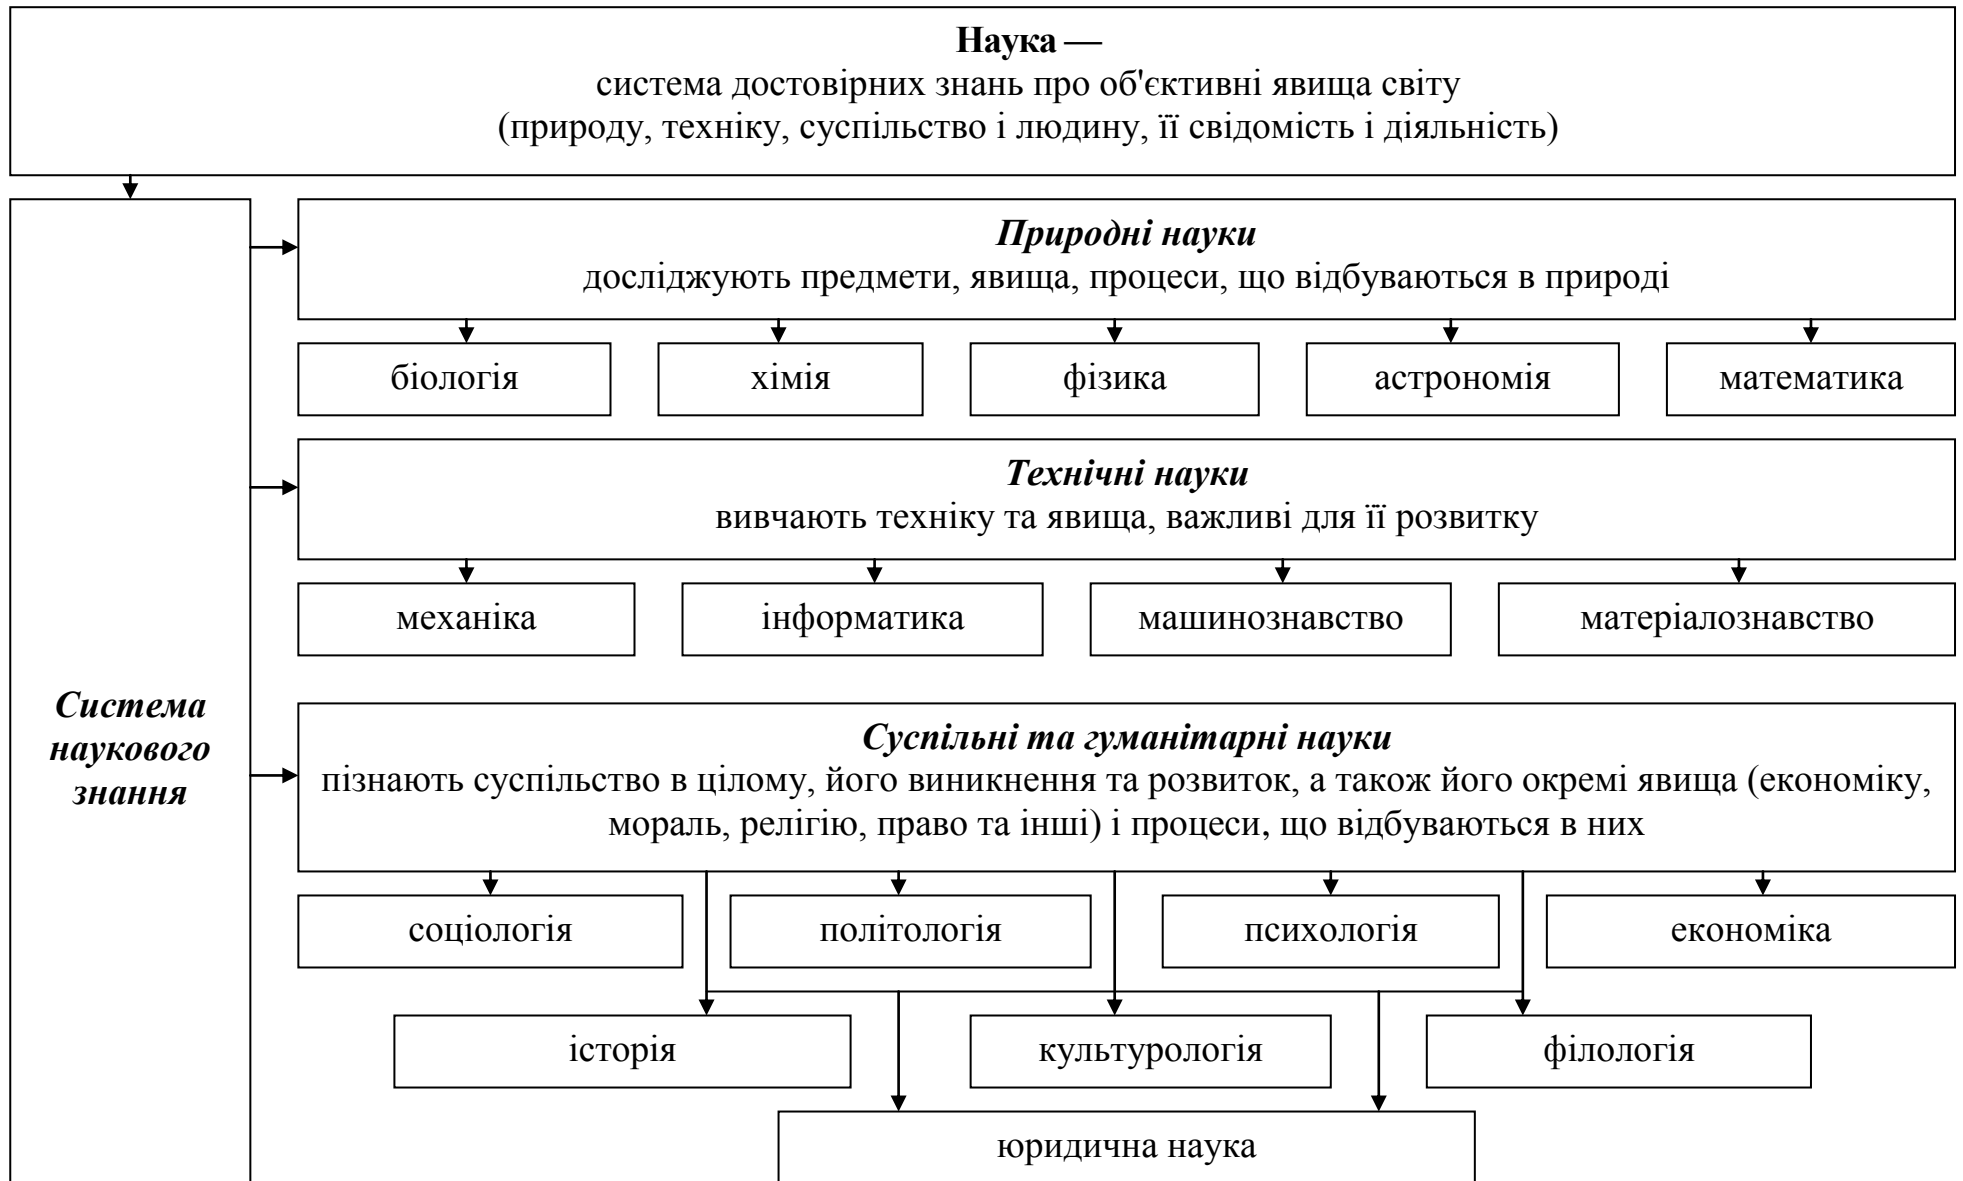 Наука —
система достовірних знань про об'єктивні явища світу
(природу, техніку, суспільство і людину, її свідомість і діяльність)
Система
наукового
знання
Природні науки
досліджують предмети, явища, процеси, що відбуваються в природі
біологія
хімія
фізика
астрономія
математика
Технічні науки
вивчають техніку та явища, важливі для її розвитку
механіка
інформатика
машинознавство
матеріалознавство
Суспільні та гуманітарні науки
пізнають суспільство в цілому, його виникнення та розвиток, а також його окремі явища (економіку,
мораль, релігію, право та інші) і процеси, що відбуваються в них
соціологія
політологія
психологія
економіка
історія
культурологія
філологія
юридична наука